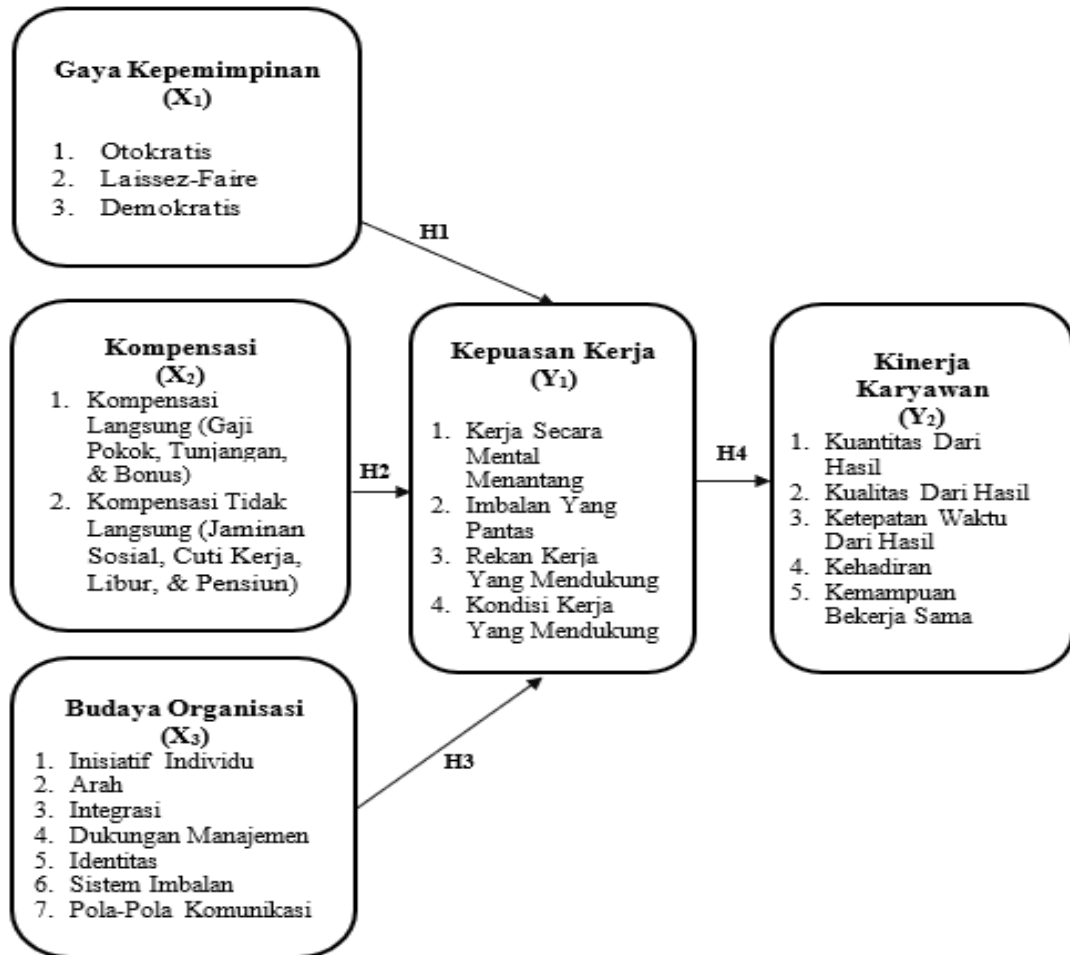 Gaya Kepemimpinan
(X₁)
1. Otokratis
2. Laissez-Faire
3. Demokratis
H1
Kompensasi
(X₂)
1. Kompensasi
Langsung (Gaji
Pokok, Tunjangan,
& Bonus)
2. Kompensasi Tidak
Langsung (Jaminan
Sosial, Cuti Kerja,
Libur, & Pensiun)
H2
Kepuasan Kerja
(Y₁)
1. Kerja Secara
Mental
Menantang
2. Imbalan Yang
Pantas
3. Rekan Kerja
Yang Mendukung
4. Kondisi Kerja
Yang Mendukung
H4
Kinerja
Karyawan
(Y₂)
1. Kuantitas Dari
Hasil
2. Kualitas Dari Hasil
3. Ketepatan Waktu
Dari Hasil
4. Kehadiran
5. Kemampuan
Bekerja Sama
Budaya Organisasi
(X₃)
1. Inisiatif Individu
2. Arah
3. Integrasi
4. Dukungan Manajemen
5. Identitas
6. Sistem Imbalan
7. Pola-Pola Komunikasi
H3